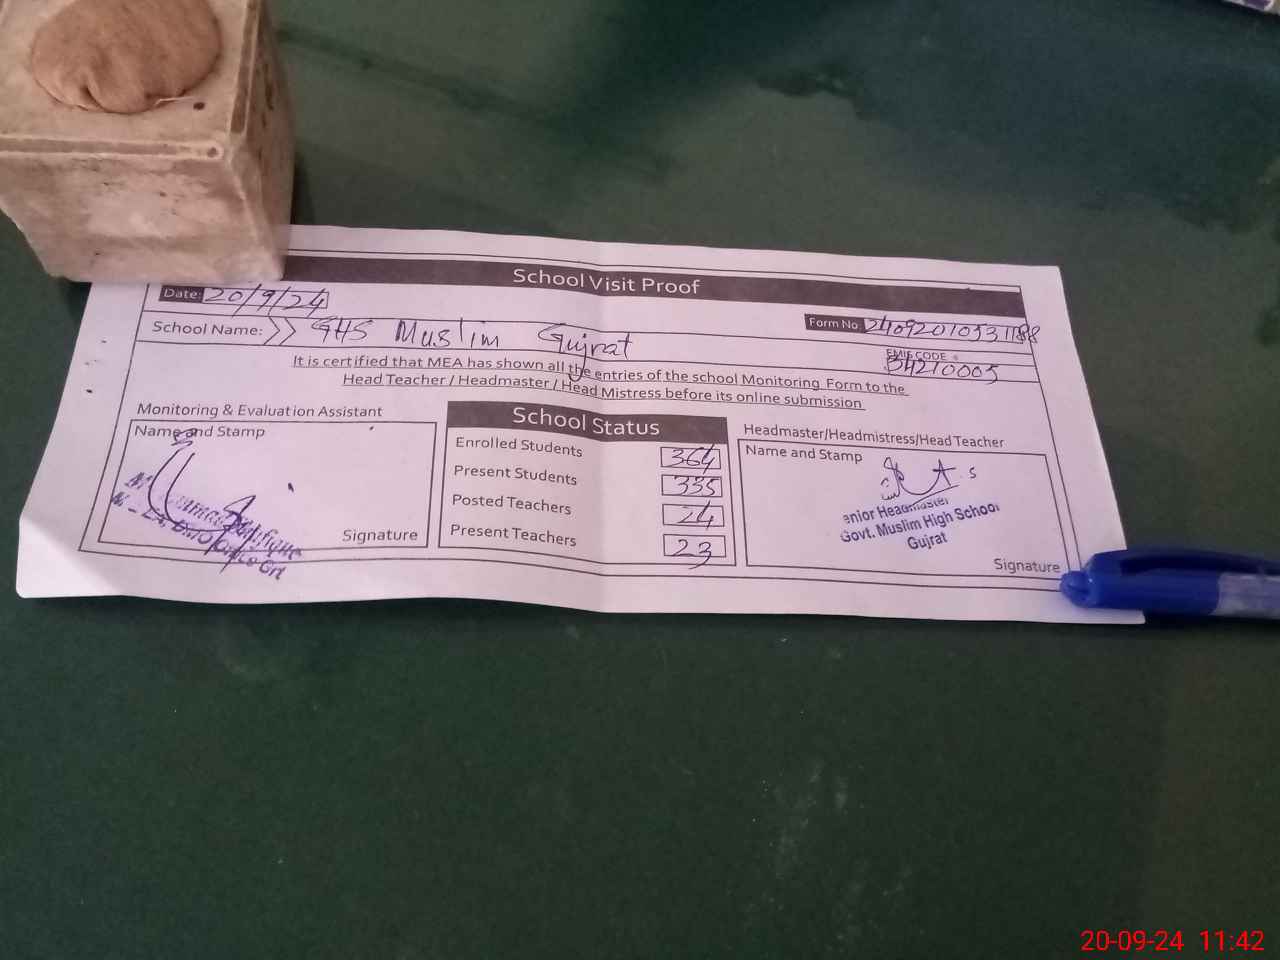 School Visit Proof
Date: 20/9/24
Form No. 24092010531188
School Name: GHS Muslim Gujrat
EMIS CODE
34210005
It is certified that MEA has shown all the entries of the school Monitoring Form to the
Head Teacher / Headmaster / Head Mistress before its online submission
Monitoring & Evaluation Assistant
Name and Stamp
Signature
School Status
Enrolled Students 364
Present Students 335
Posted Teachers 24
Present Teachers 23
Headmaster/Headmistress/Head Teacher
Name and Stamp
enior Headmaster
Govt. Muslim High School
Gujrat
Signature
20-09-24 11:42